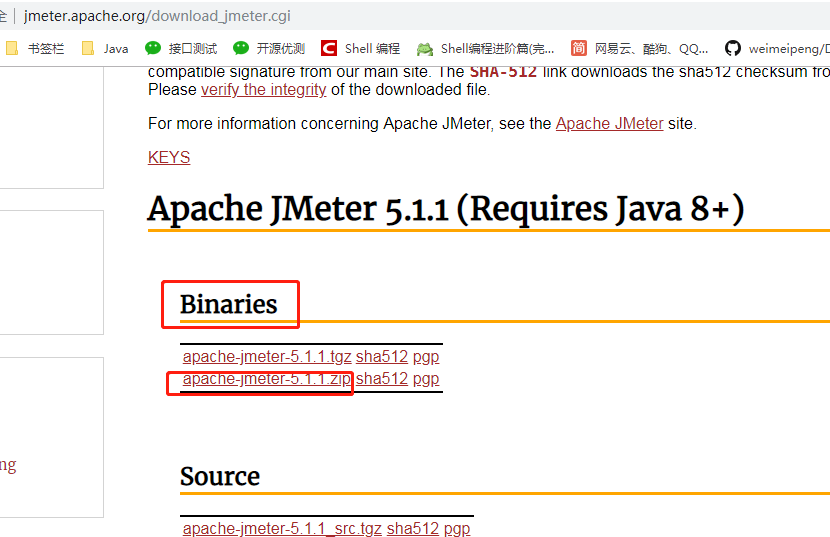 全 jmeter.apache.org/download_jmeter.cgi
书签栏 Java 接口测试 开源优测 Shell 编程 Shell编程进阶篇(完... 简 网易云、酷狗、QQ... weimeipeng/D
compatible signature from our main site. The SHA-512 link downloads the sha512 checksum fro
Please verify the integrity of the downloaded file.
For more information concerning Apache JMeter, see the Apache JMeter site.
KEYS
Apache JMeter 5.1.1 (Requires Java 8+)
Binaries
apache-jmeter-5.1.1.tgz sha512 pgp
apache-jmeter-5.1.1.zip sha512 pgp
ng
Source
apache-jmeter-5.1.1_src.tgz sha512 pgp